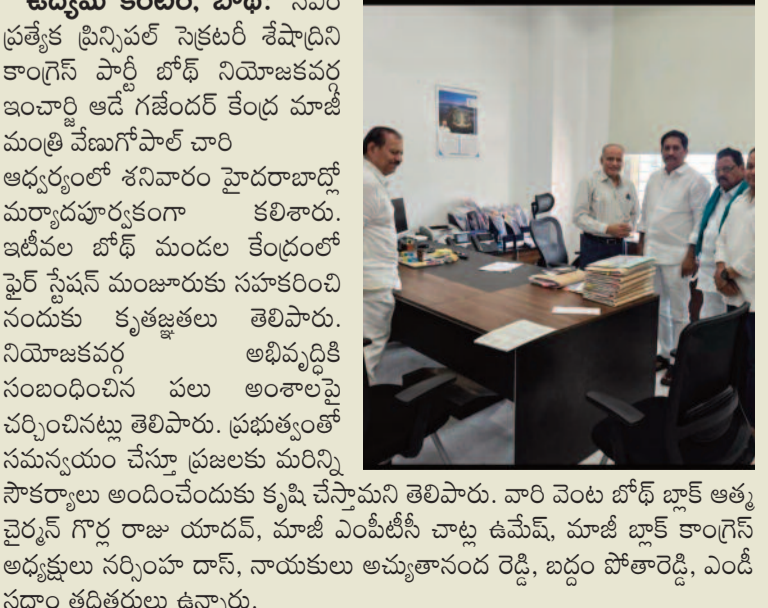 ఉద్యమ కెరటం, బోథ్: సీఎం
ప్రత్యేక ప్రిన్సిపల్ సెక్రటరీ శేషాద్రిని
కాంగ్రెస్ పార్టీ బోథ్ నియోజకవర్గ
ఇంచార్జి ఆడే గజేందర్ కేంద్ర మాజీ
మంత్రి వేణుగోపాల్ చారి
ఆధ్వర్యంలో శనివారం హైదరాబాద్లో
మర్యాదపూర్వకంగా కలిశారు.
ఇటీవల బోథ్ మండల కేంద్రంలో
ఫైర్ స్టేషన్ మంజూరుకు సహకరించి
నందుకు కృతజ్ఞతలు తెలిపారు.
నియోజకవర్గ అభివృద్ధికి
సంబంధించిన పలు అంశాలపై
చర్చించినట్లు తెలిపారు. ప్రభుత్వంతో
సమన్వయం చేస్తూ ప్రజలకు మరిన్ని
సౌకర్యాలు అందించేందుకు కృషి చేస్తామని తెలిపారు. వారి వెంట బోథ్ బ్లాక్ ఆత్మ
చైర్మన్ గొర్ల రాజు యాదవ్, మాజీ ఎంపీటీసీ చాట్ల ఉమేష్, మాజీ బ్లాక్ కాంగ్రెస్
అధ్యక్షులు నర్సింహ దాస్, నాయకులు అచ్యుతానంద రెడ్డి, బద్దం పోతారెడ్డి, ఎండీ
సద్దాం తదితరులు ఉన్నారు.